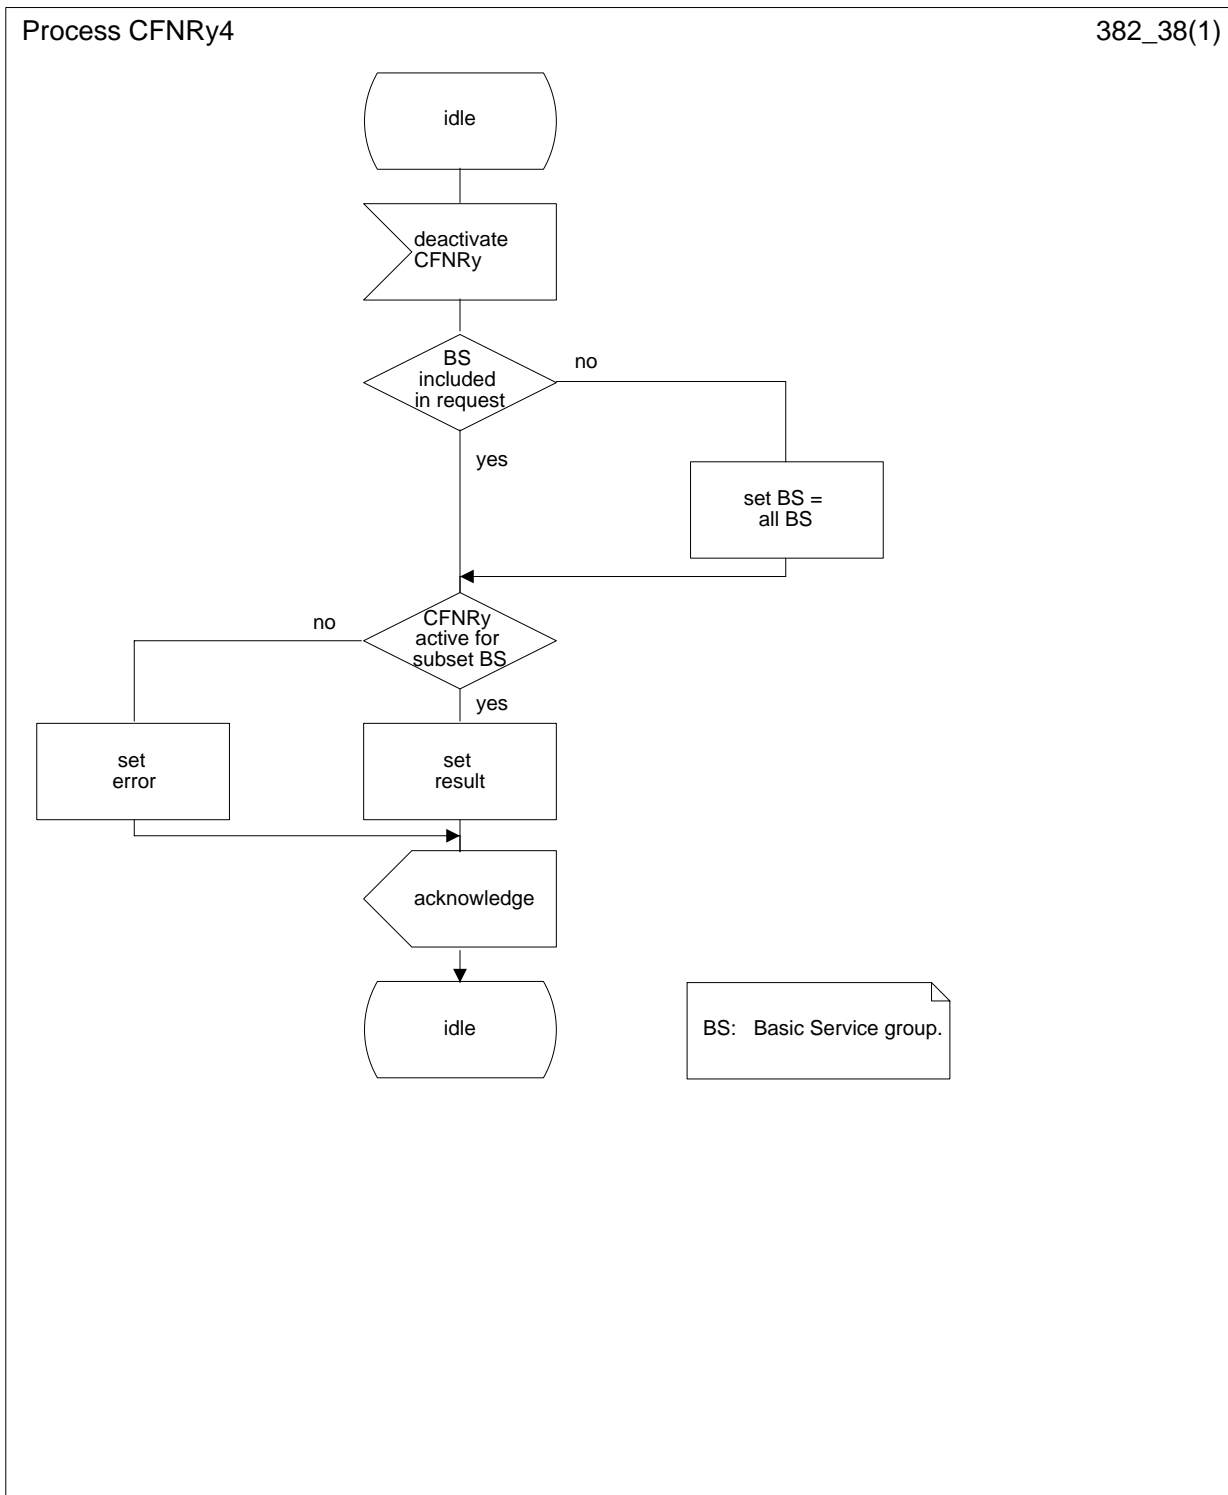 Process CFNRy4
382_38(1)
idle
deactivate
CFNRy
BS
included
in request
no
yes
set BS =
all BS
CFNRy
active for
subset BS
no
yes
set
error
set
result
acknowledge
idle
BS: Basic Service group.